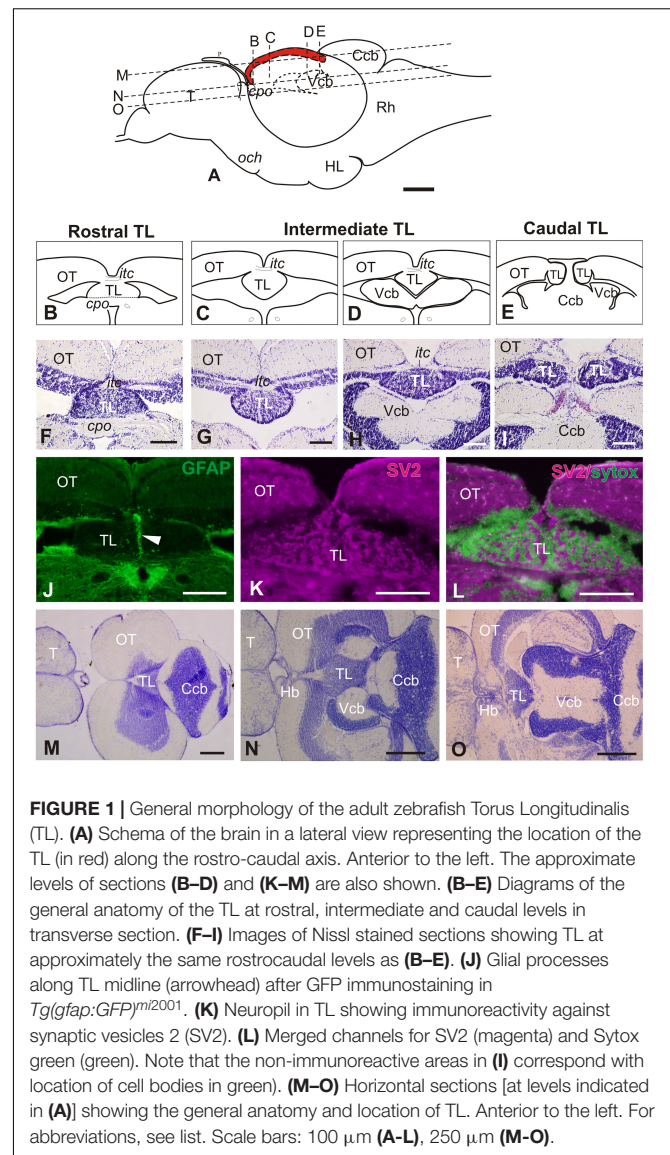 P
B C D E
Ccb
M
N
O
T
cpo
Vcb
Rh
och
HL
A
Rostral TL Intermediate TL Caudal TL
OT itc TL cpo B
OT itc TL C
OT itc TL Vcb D
OT TL TL Vcb Ccb E
OT itc TL cpo F
itc TL G
itc TL Vcb H
OT TL TL Ccb I
GFAP OT TL J
SV2 OT TL K
SV2/sytox OT TL L
T OT TL Ccb M
OT TL Ccb Hb Vcb N
OT T TL Hb Vcb Ccb O
FIGURE 1 | General morphology of the adult zebrafish Torus Longitudinalis
(TL). (A) Schema of the brain in a lateral view representing the location of the
TL (in red) along the rostro-caudal axis. Anterior to the left. The approximate
levels of sections (B–D) and (K–M) are also shown. (B–E) Diagrams of the
general anatomy of the TL at rostral, intermediate and caudal levels in
transverse section. (F–I) Images of Nissl stained sections showing TL at
approximately the same rostrocaudal levels as (B–E). (J) Glial processes
along TL midline (arrowhead) after GFP immunostaining in
Tg(gfap:GFP)mi2001. (K) Neuropil in TL showing immunoreactivity against
synaptic vesicles 2 (SV2). (L) Merged channels for SV2 (magenta) and Sytox
green (green). Note that the non-immunoreactive areas in (I) correspond with
location of cell bodies in green). (M–O) Horizontal sections [at levels indicated
in (A)] showing the general anatomy and location of TL. Anterior to the left. For
abbreviations, see list. Scale bars: 100 μm (A-L), 250 μm (M-O).